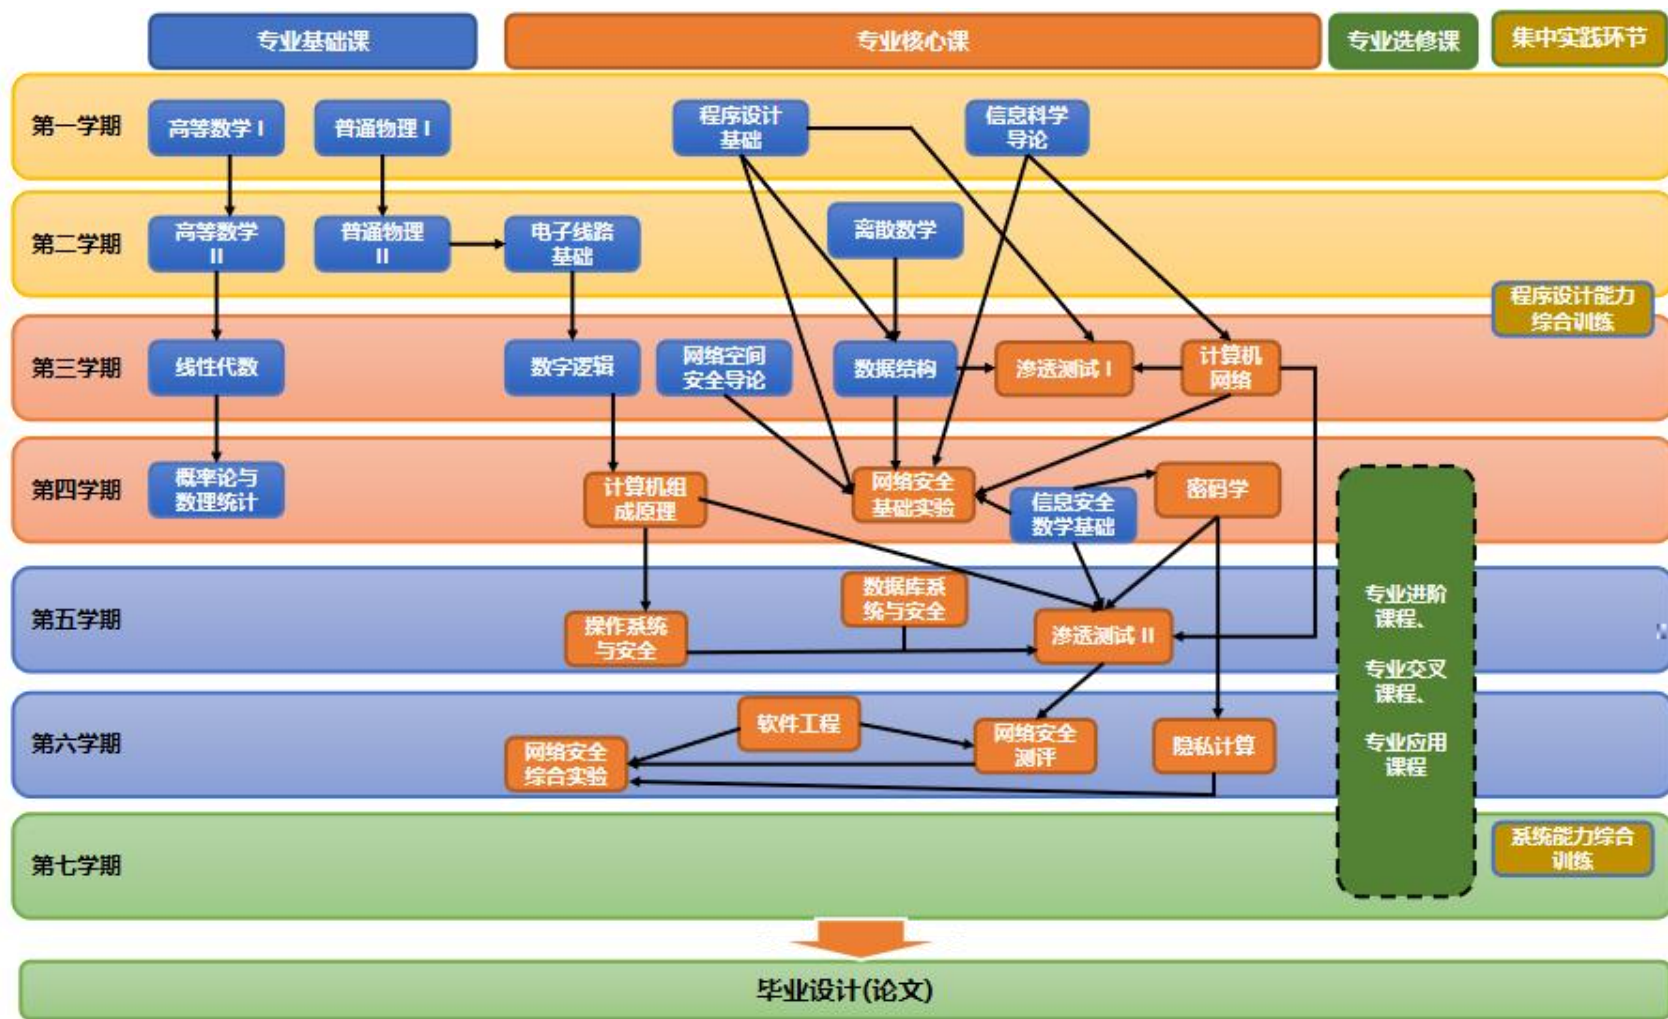 专业基础课
专业核心课
专业选修课
集中实践环节
第一学期
高等数学 I
普通物理 I
程序设计
基础
信息科学
导论
第二学期
高等数学
II
普通物理
II
电子线路
基础
离散数学
程序设计能力
综合训练
第三学期
线性代数
数字逻辑
网络空间
安全导论
数据结构
渗透测试 I
计算机
网络
第四学期
概率论与
数理统计
计算机组
成原理
网络安全
基础实验
信息安全
数学基础
密码学
专业进阶
课程、
专业交叉
课程、
专业应用
课程
第五学期
操作系统
与安全
数据库系
统与安全
渗透测试 II
第六学期
网络安全
综合实验
软件工程
网络安全
测评
隐私计算
第七学期
系统能力综合
训练
毕业设计(论文)